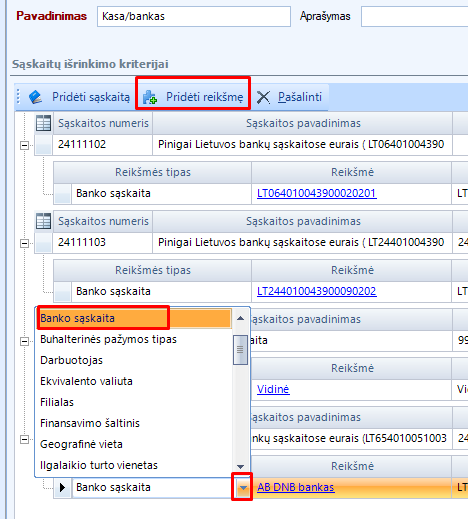 Pavadinimas Kasa/bankas Aprašymas
Sąskaitų išrinkimo kriterijai
Pridėti sąskaitą Pridėti reikšmę Pašalinti
Sąskaitos numeris Sąskaitos pavadinimas
24111102 Pinigai Lietuvos bankų sąskaitose eurais ( LT06401004390
Reikšmės tipas Reikšmė
Banko sąskaita LT064010043900020201 LT
Sąskaitos numeris Sąskaitos pavadinimas
24111103 Pinigai Lietuvos bankų sąskaitose eurais ( LT24401004390 24
Reikšmės tipas Reikšmė
Banko sąskaita LT244010043900090202 LT
Banko sąskaita
Buhalterinės pažymos tipas
Darbuotojas
Ekvivalento valiuta
Filialas
Finansavimo šaltinis
Geografinė vieta
Ilgalaikio turto vienetas
ąskaitos pavadinimas
aita 99
Reikšmė
Vidinė Vi
ąskaitos pavadinimas
nkų sąskaitose eurais (LT654010051003 24
Reikšmė
Banko sąskaita AB DNB bankas LT